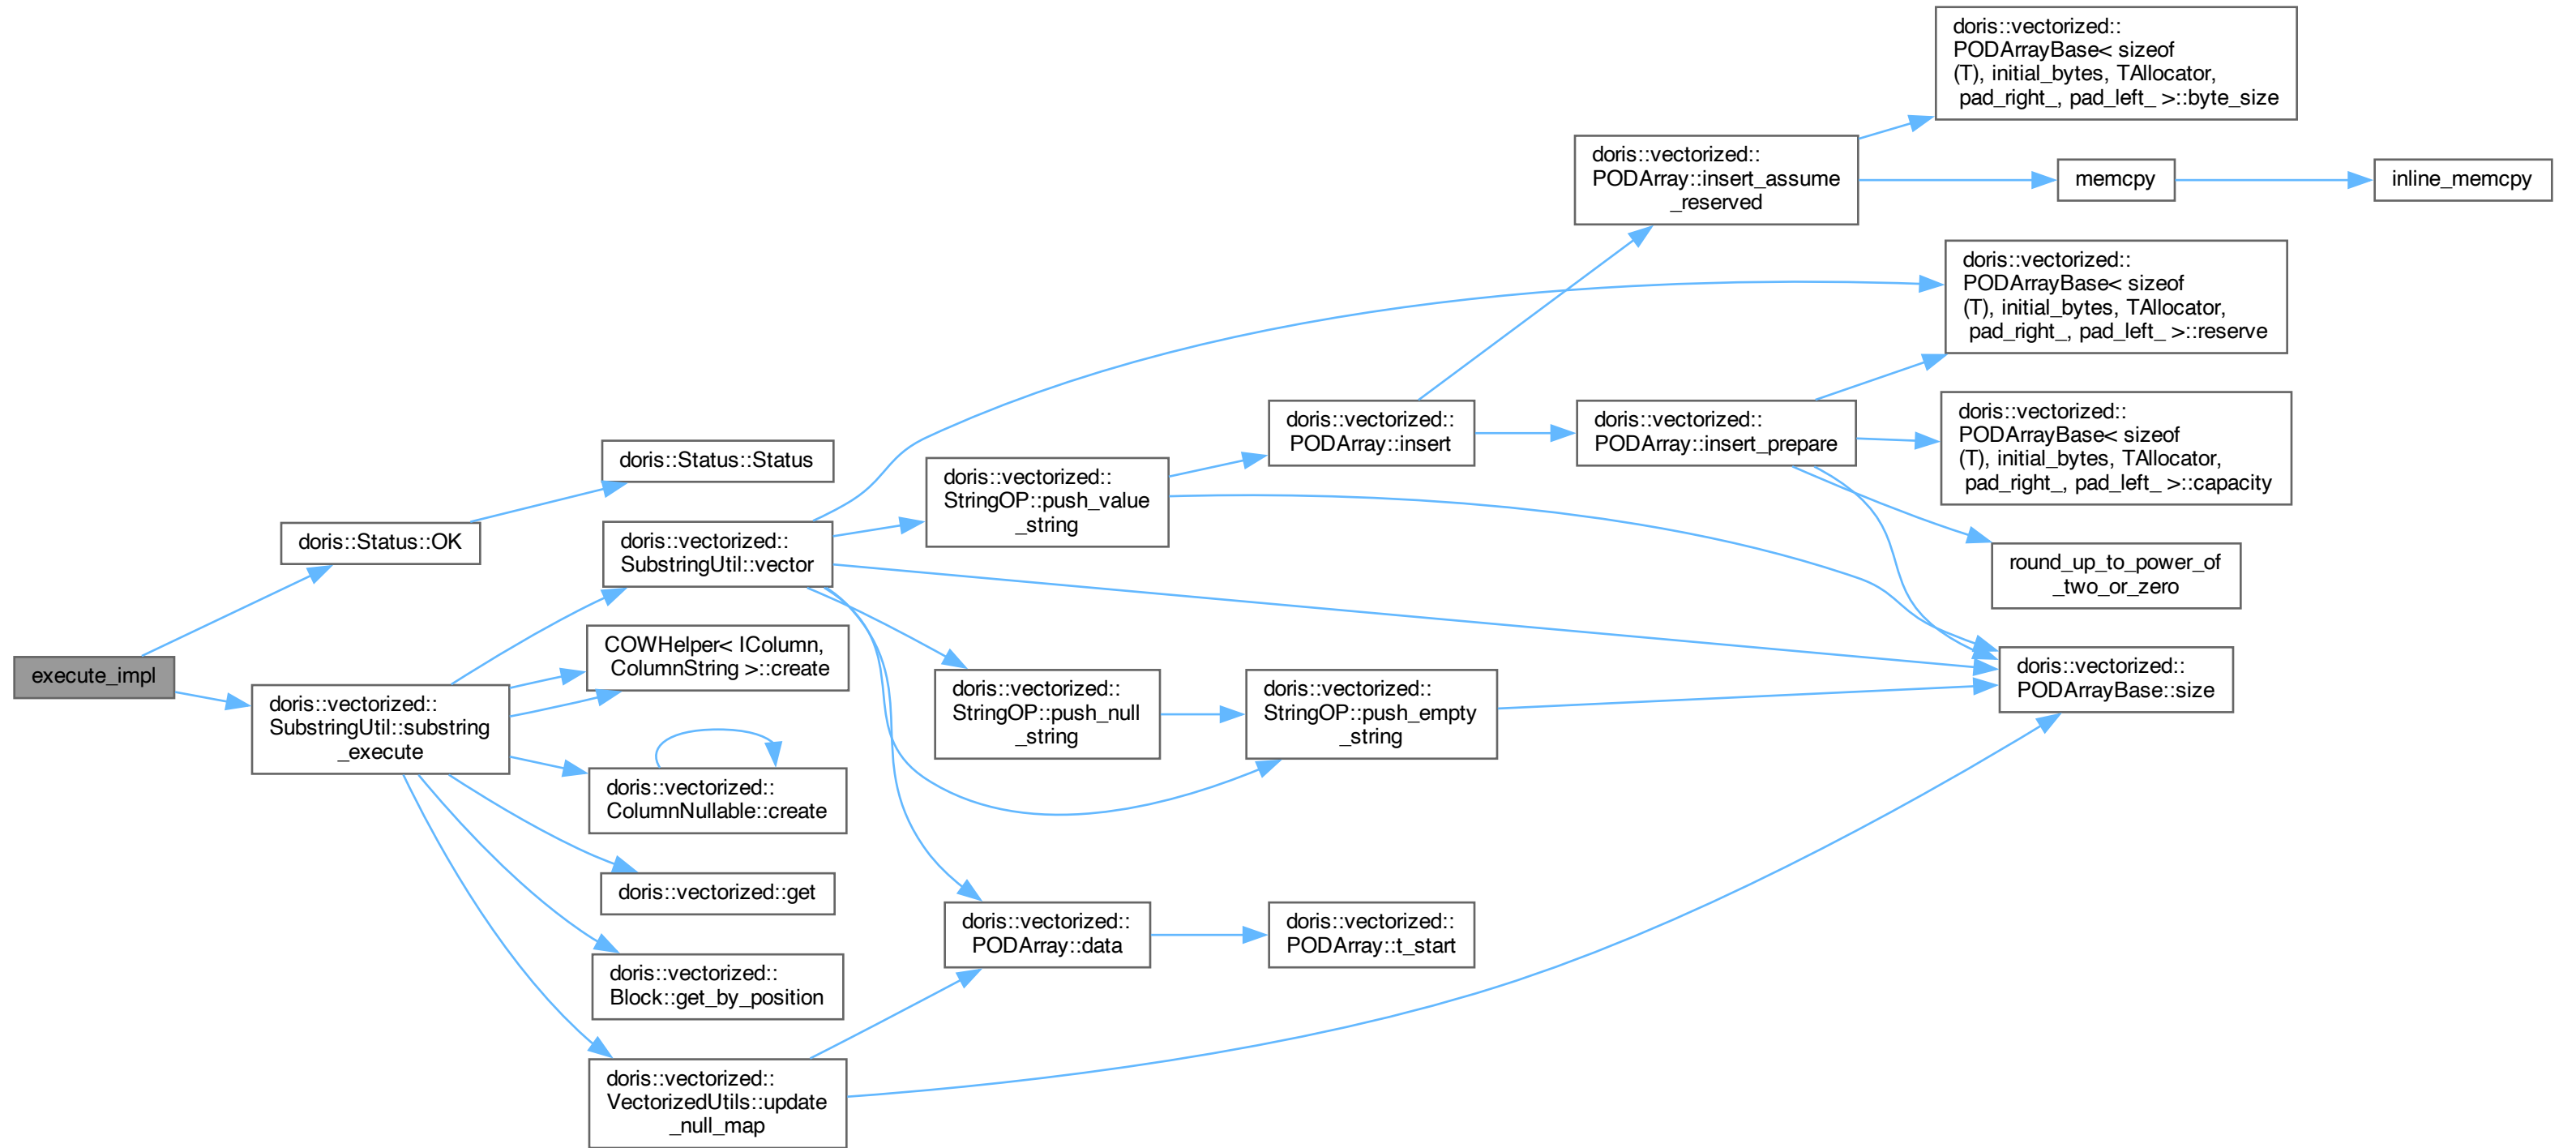 execute_impl
doris::Status::OK
doris::Status::Status
doris::vectorized::
SubstringUtil::substring
_execute
doris::vectorized::
SubstringUtil::vector
COWHelper< IColumn,
ColumnString >::create
doris::vectorized::
ColumnNullable::create
doris::vectorized::get
doris::vectorized::
Block::get_by_position
doris::vectorized::
VectorizedUtils::update
_null_map
doris::vectorized::
StringOP::push_value
_string
doris::vectorized::
StringOP::push_null
_string
doris::vectorized::
PODArray::data
doris::vectorized::
PODArray::insert
doris::vectorized::
StringOP::push_empty
_string
doris::vectorized::
PODArray::t_start
doris::vectorized::
PODArray::insert_assume
_reserved
doris::vectorized::
PODArray::insert_prepare
doris::vectorized::
PODArrayBase< sizeof
(T), initial_bytes, TAllocator,
pad_right_, pad_left_ >::byte_size
memcpy
inline_memcpy
doris::vectorized::
PODArrayBase< sizeof
(T), initial_bytes, TAllocator,
pad_right_, pad_left_ >::reserve
doris::vectorized::
PODArrayBase< sizeof
(T), initial_bytes, TAllocator,
pad_right_, pad_left_ >::capacity
round_up_to_power_of
_two_or_zero
doris::vectorized::
PODArrayBase::size